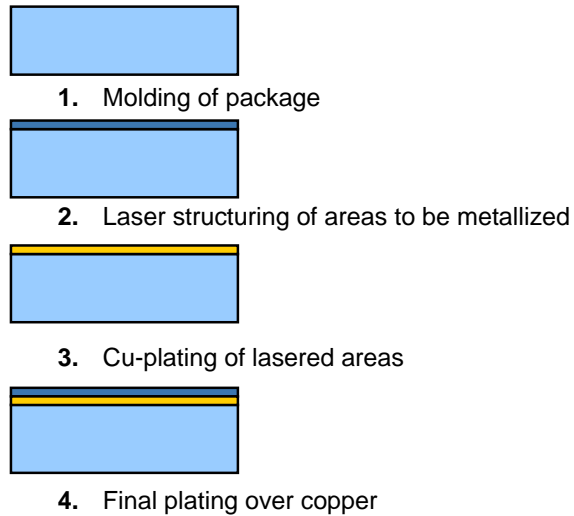 1. Molding of package
2. Laser structuring of areas to be metallized
3. Cu-plating of lasered areas
4. Final plating over copper